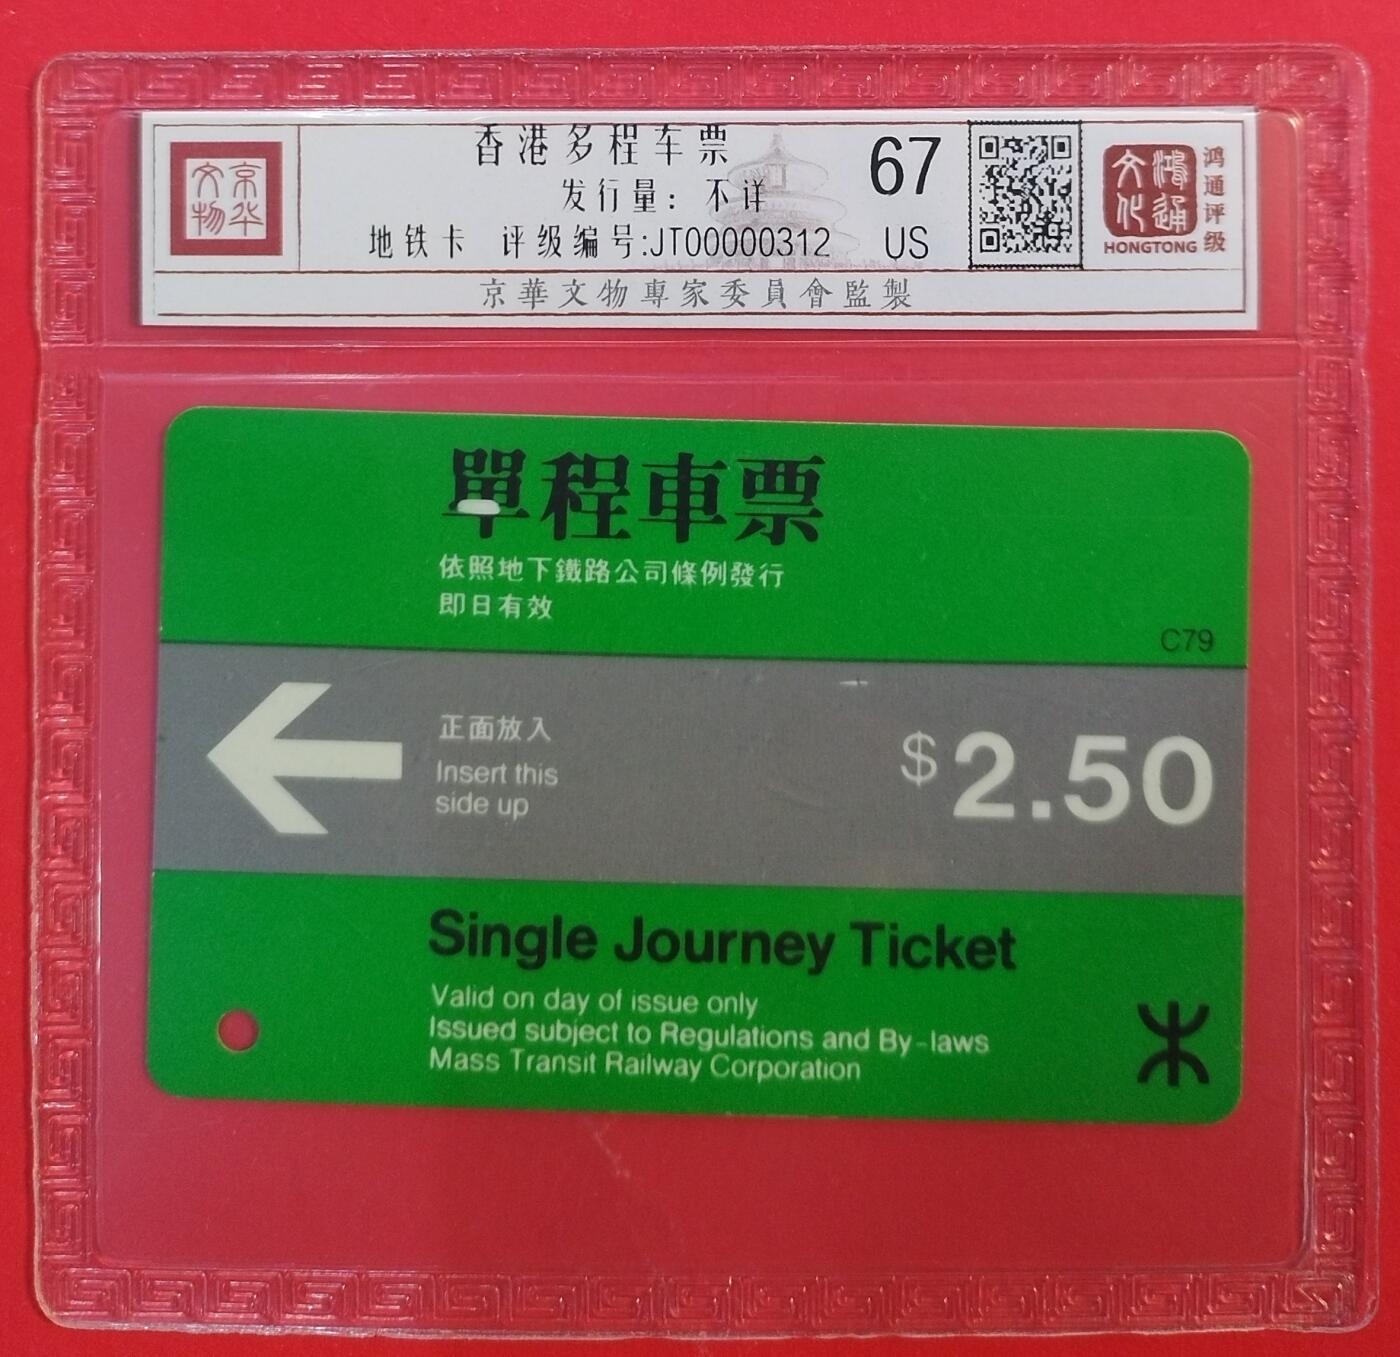 京华文物
香港多程车票
发行量：不详
地铁卡 评级编号:JT00000312
67
US
鸿通文化
HONGTONG
鸿通评级
京華文物專家委員會監製
單程車票
依照地下鐵路公司條例發行
即日有效
C79
正面放入
Insert this
side up
$2.50
Single Journey Ticket
Valid on day of issue only
Issued subject to Regulations and By-laws
Mass Transit Railway Corporation